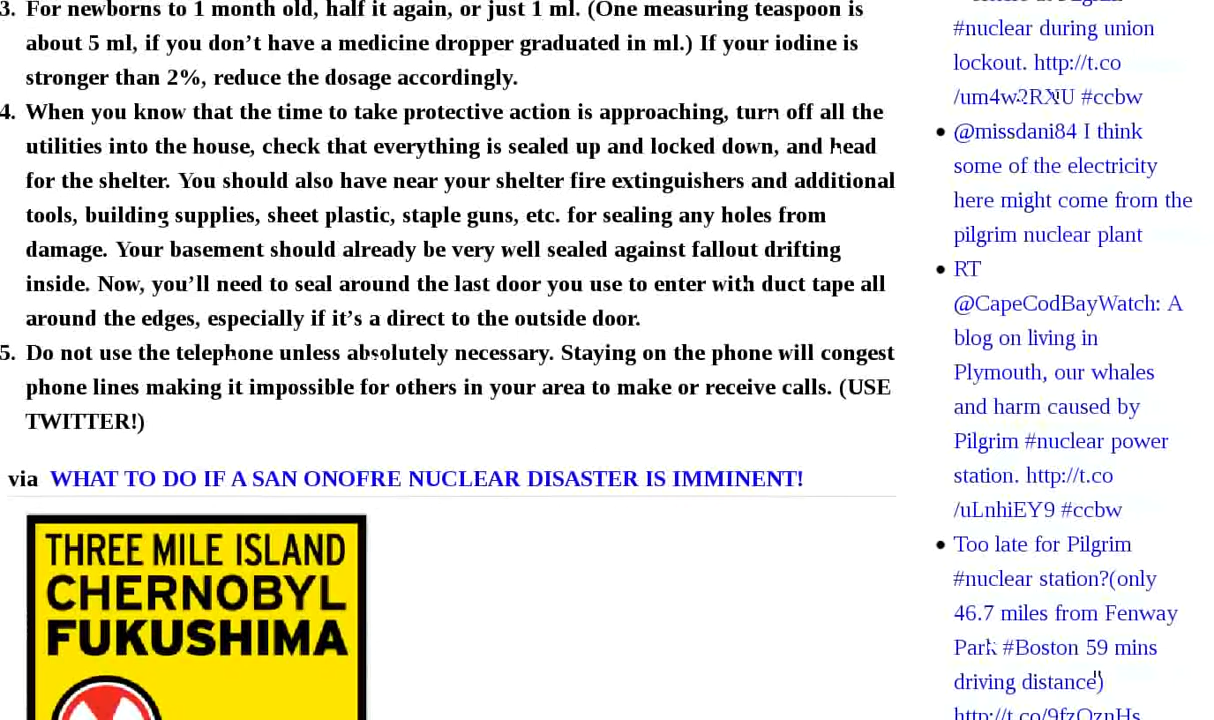 3. For newborns to 1 month old, half it again, or just 1 ml. (One measuring teaspoon is
about 5 ml, if you don’t have a medicine dropper graduated in ml.) If your iodine is
stronger than 2%, reduce the dosage accordingly.
4. When you know that the time to take protective action is approaching, turn off all the
utilities into the house, check that everything is sealed up and locked down, and head
for the shelter. You should also have near your shelter fire extinguishers and additional
tools, building supplies, sheet plastic, staple guns, etc. for sealing any holes from
damage. Your basement should already be very well sealed against fallout drifting
inside. Now, you’ll need to seal around the last door you use to enter with duct tape all
around the edges, especially if it’s a direct to the outside door.
5. Do not use the telephone unless absolutely necessary. Staying on the phone will congest
phone lines making it impossible for others in your area to make or receive calls. (USE
TWITTER!)
via WHAT TO DO IF A SAN ONOFRE NUCLEAR DISASTER IS IMMINENT!
THREE MILE ISLAND
CHERNOBYL
FUKUSHIMA
#nuclear during union
lockout. http://t.co
/um4w2RXU #ccbw
@missdani84 I think
some of the electricity
here might come from the
pilgrim nuclear plant
RT
@CapeCodBayWatch: A
blog on living in
Plymouth, our whales
and harm caused by
Pilgrim #nuclear power
station. http://t.co
/uLnhiEY9 #ccbw
Too late for Pilgrim
#nuclear station?(only
46.7 miles from Fenway
Park #Boston 59 mins
driving distance)
http://t.co/9fzOznHs